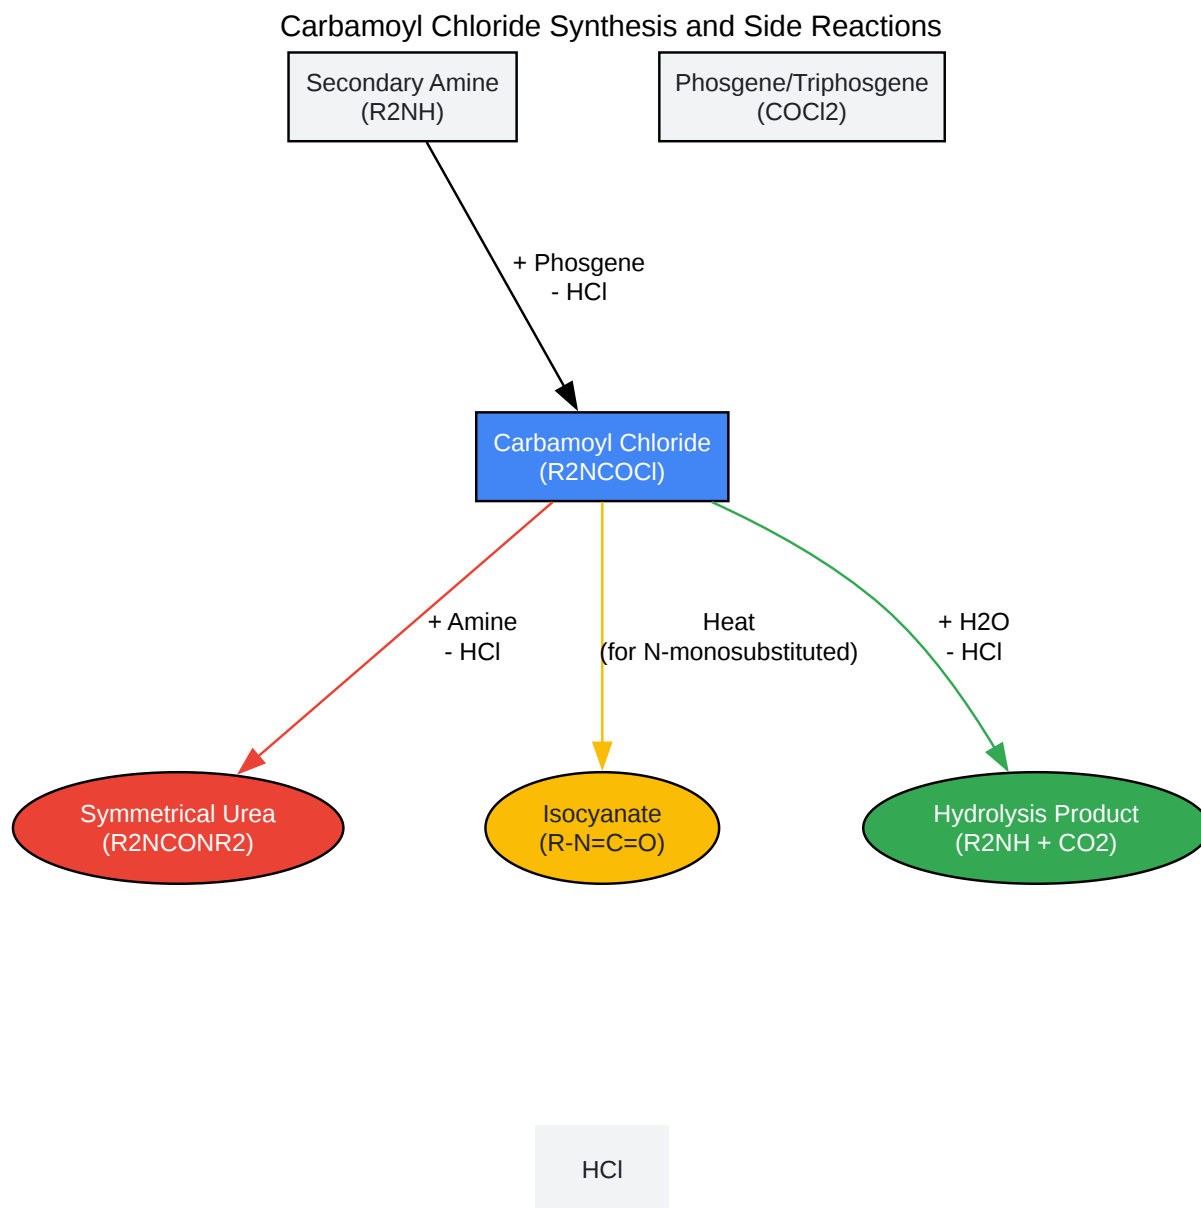 Carbamoyl Chloride Synthesis and Side Reactions
Secondary Amine
(R2NH)
Phosgene/Triphosgene
(COCl2)
+ Phosgene
- HCl
Carbamoyl Chloride
(R2NCOCl)
+ Amine
- HCl
Heat
(for N-monosubstituted)
+ H2O
- HCl
Symmetrical Urea
(R2NCONR2)
Isocyanate
(R-N=C=O)
Hydrolysis Product
(R2NH + CO2)
HCl